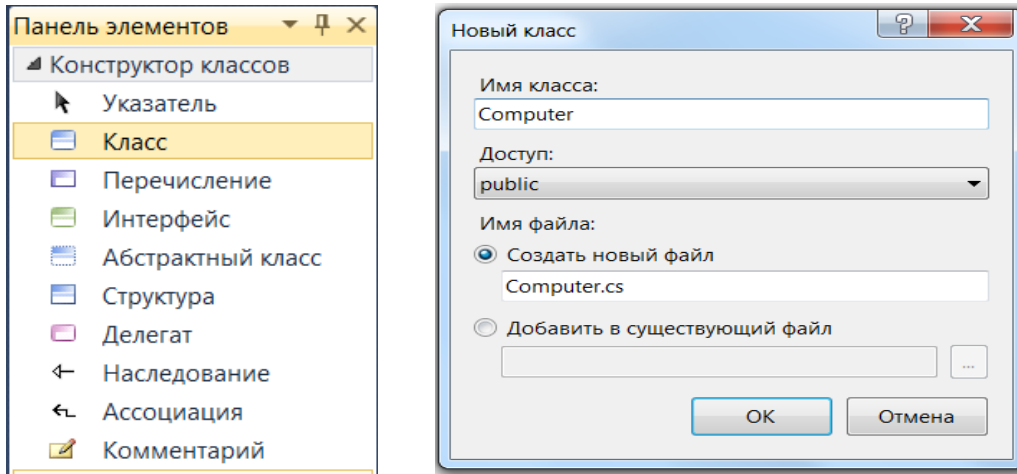 Панель элементов
Конструктор классов
Указатель
Класс
Перечисление
Интерфейс
Абстрактный класс
Структура
Делегат
Наследование
Ассоциация
Комментарий
Новый класс
Имя класса:
Computer
Доступ:
public
Имя файла:
Создать новый файл
Computer.cs
Добавить в существующий файл
...
ОК
Отмена